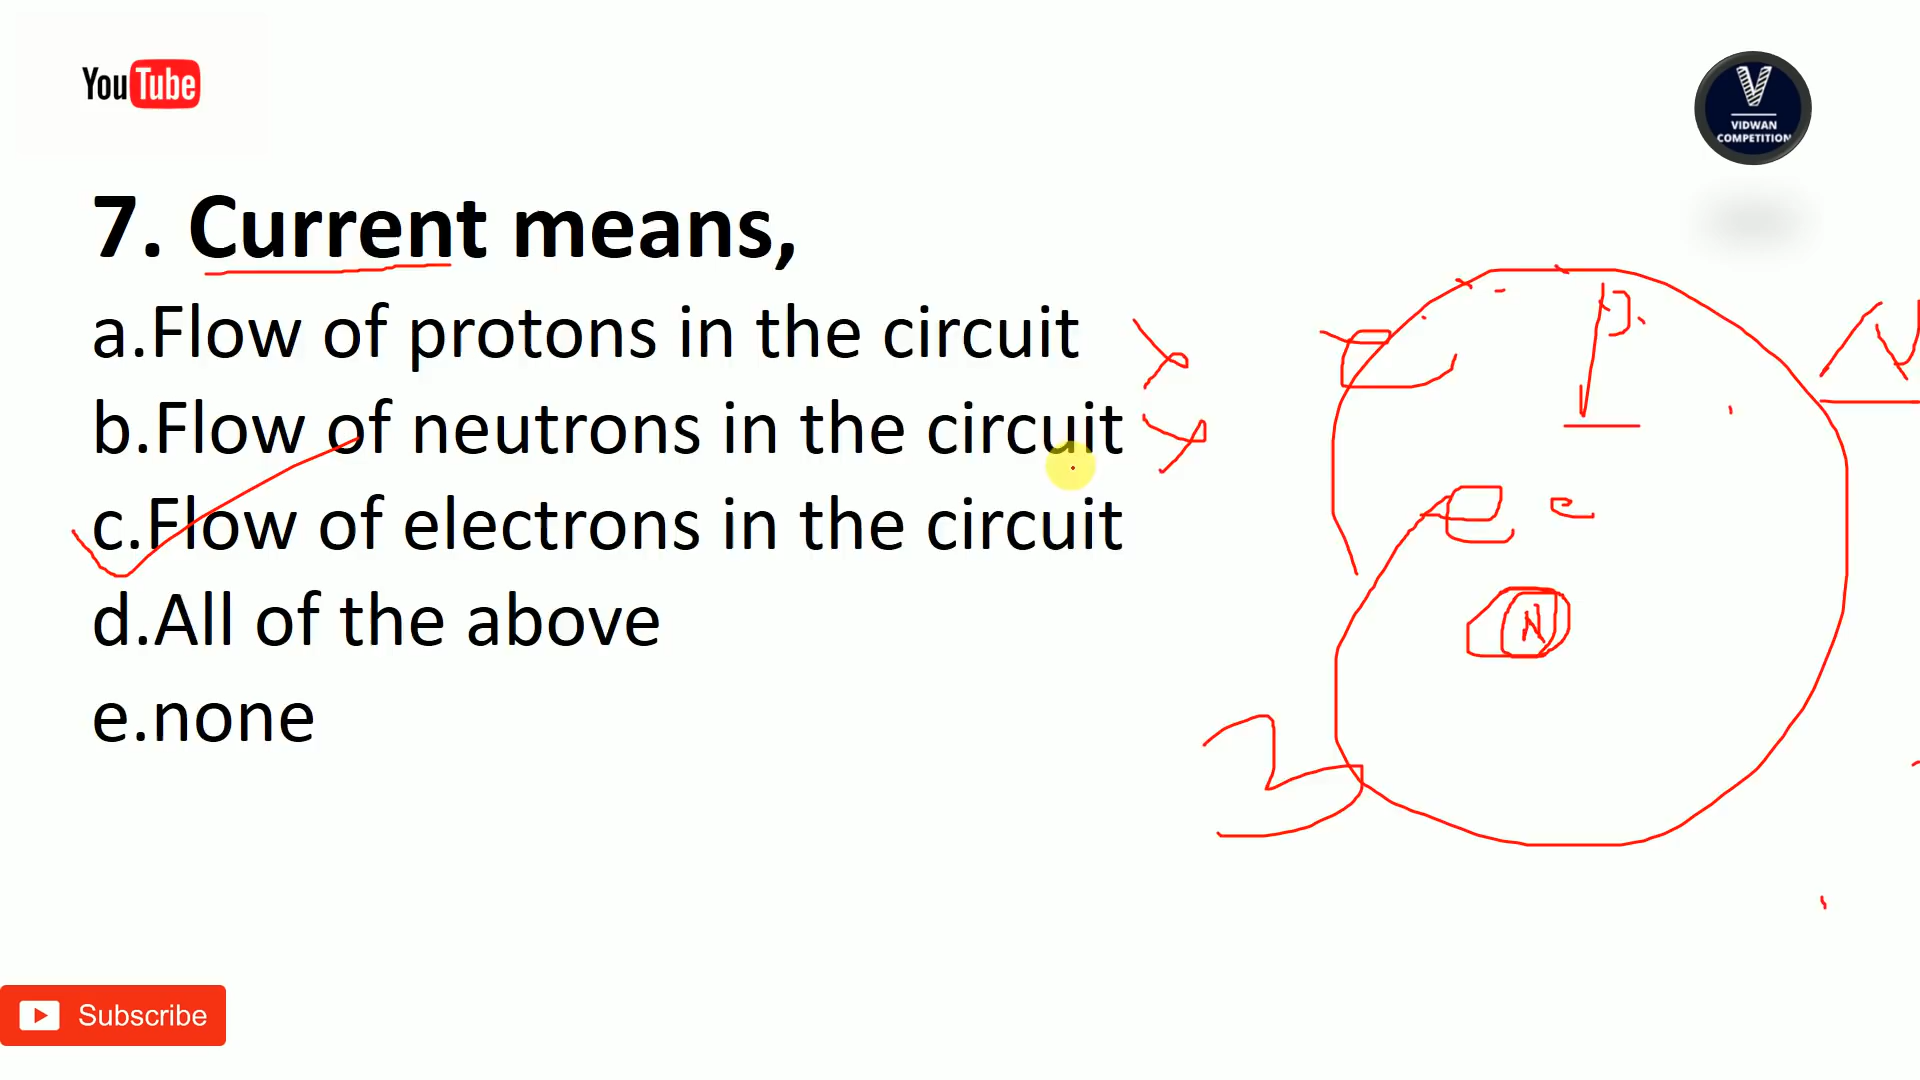 YouTube
V
VIDWAN
COMPETITION
7. Current means,
a.Flow of protons in the circuit
b.Flow of neutrons in the circuit
c.Flow of electrons in the circuit
d.All of the above
e.none
P
e
N
3
Subscribe